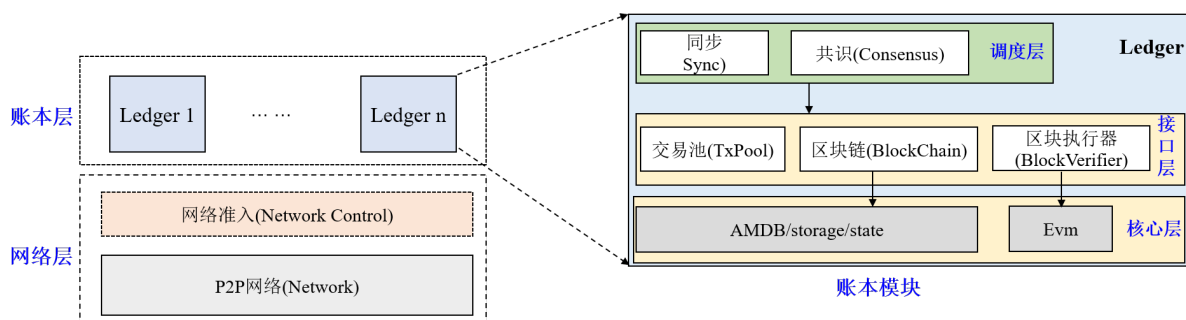 账本层
Ledger 1
... ...
Ledger n
网络层
网络准入(Network Control)
P2P网络(Network)
Ledger
同步
Sync)
共识(Consensus)
调度层
交易池(TxPool)
区块链(BlockChain)
区块执行器
(BlockVerifier)
接
口
层
AMDB/storage/state
Evm
核心层
账本模块